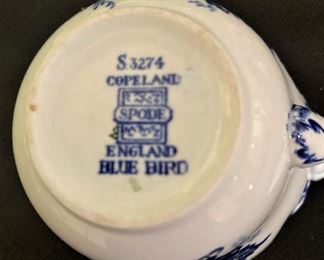 S.3274
COPELAND
SPODE
ENGLAND
BLUE BIRD